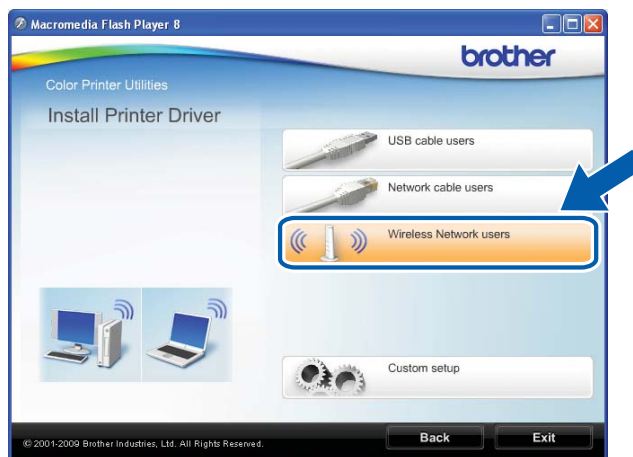 Macromedia Flash Player 8
brother
Color Printer Utilities
Install Printer Driver
USB cable users
Network cable users
Wireless Network users
Custom setup
© 2001-2009 Brother Industries, Ltd. All Rights Reserved.
Back
Exit